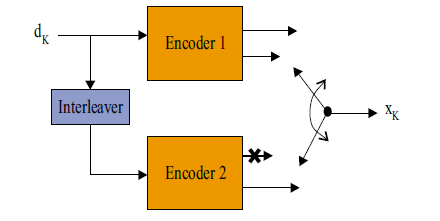 d_K
Encoder 1
Interleaver
x_K
Encoder 2